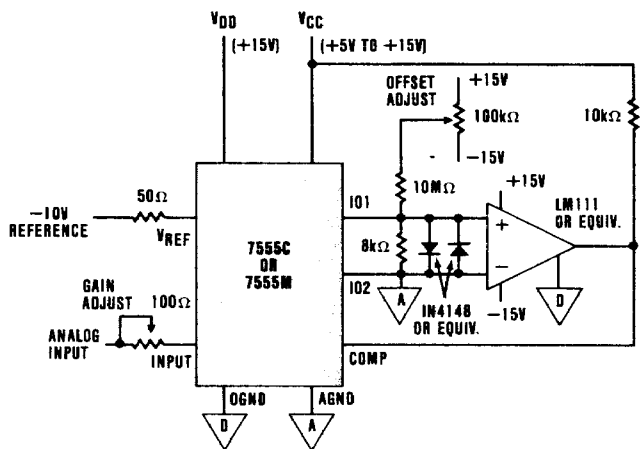 VDD
(+15V)
VCC
(+5V TO +15V)
OFFSET
ADJUST
+15V
100kΩ
-15V
10kΩ
10MΩ
+15V
LM111
OR EQUIV.
50Ω
-10V
REFERENCE
VREF
7555C
OR
7555M
IO1
8kΩ
IO2
+
−
A
IN4148
OR EQUIV.
-15V
D
GAIN
ADJUST
100Ω
ANALOG
INPUT
INPUT
COMP
OGND
AGND
D
A